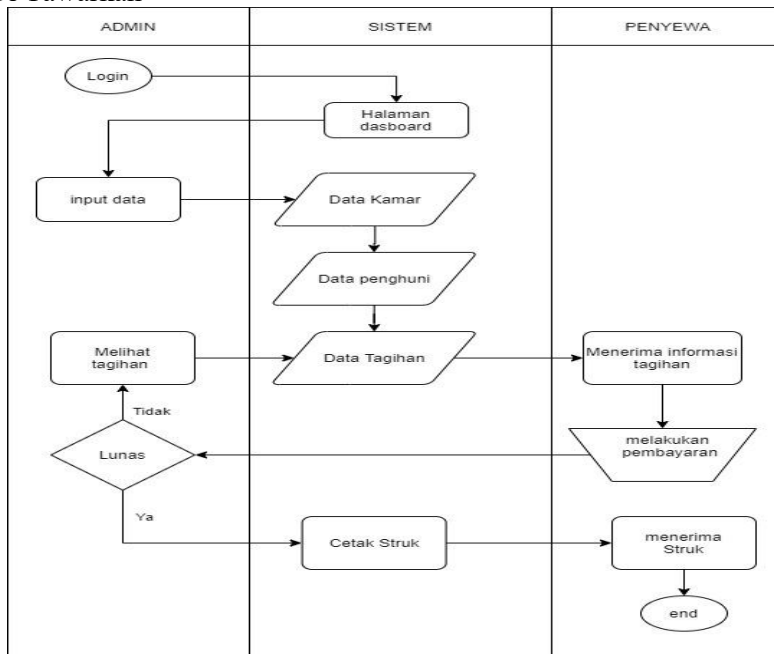 ADMIN
SISTEM
PENYEWA
Login
Halaman
dasboard
input data
Data Kamar
Data penghuni
Melihat
tagihan
Data Tagihan
Menerima informasi
tagihan
Tidak
Lunas
melakukan
pembayaran
Ya
Cetak Struk
menerima
Struk
end